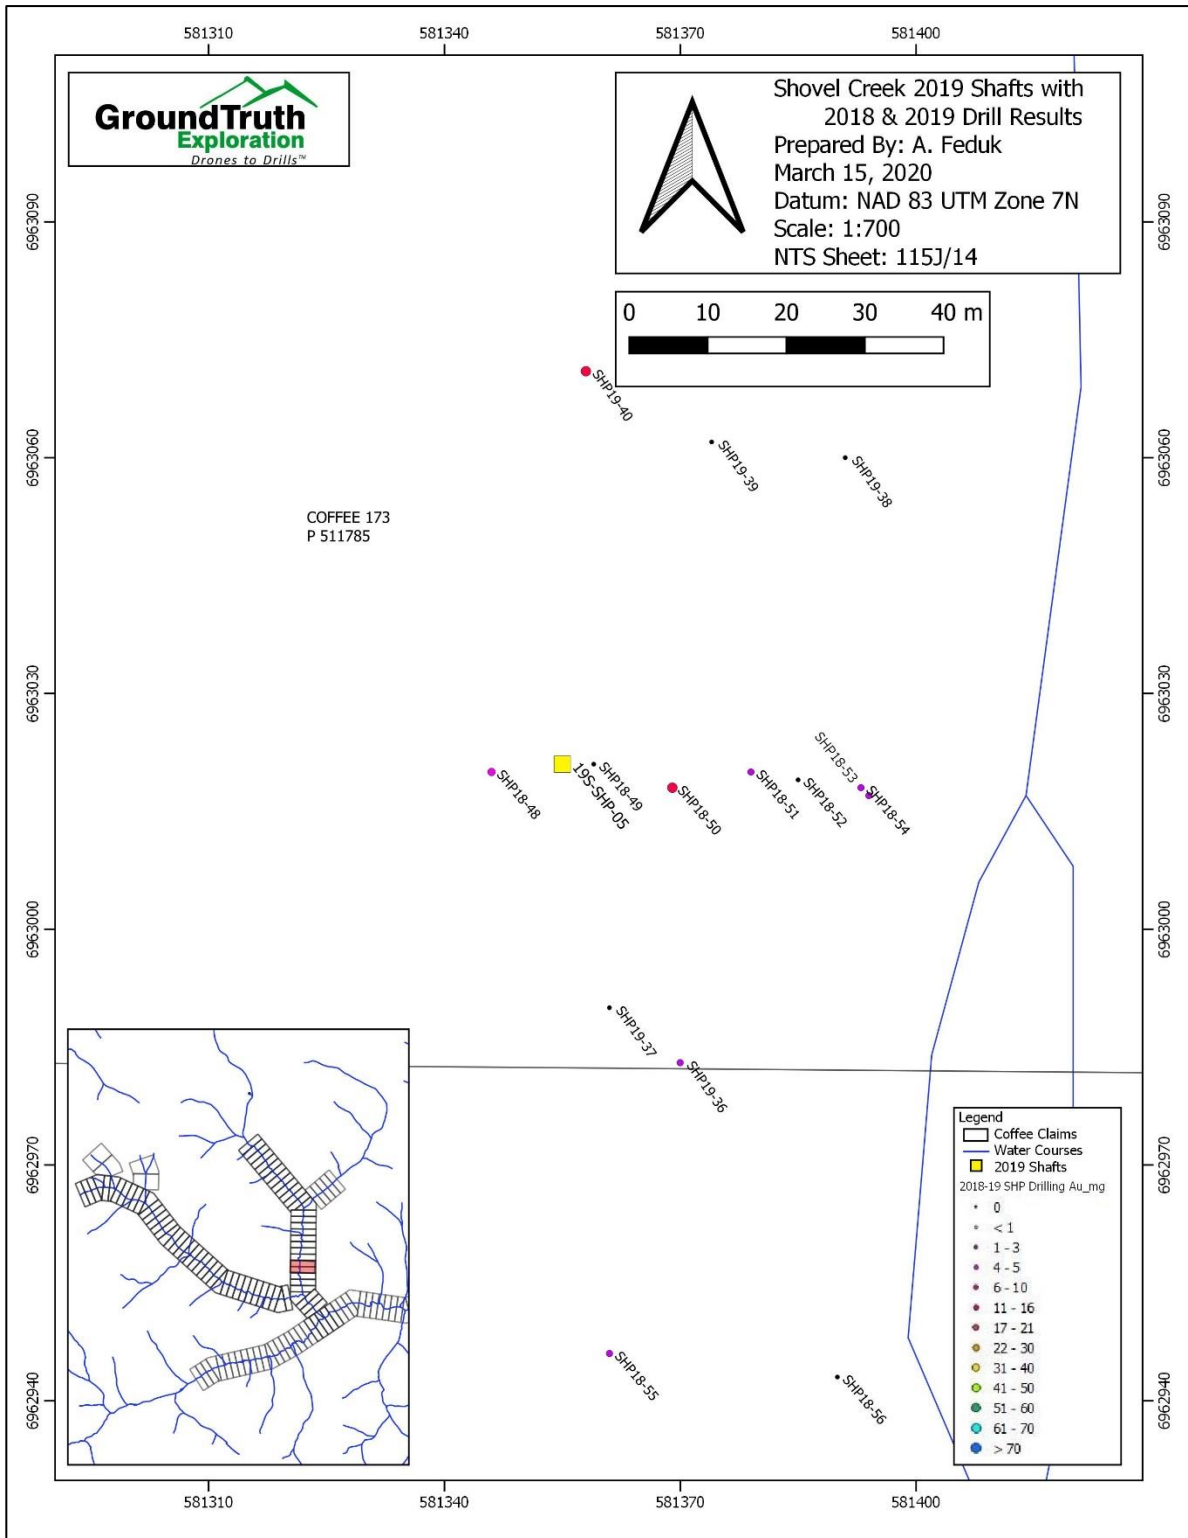 581310 581340 581370 581400
GroundTruth
Exploration
Drones to Drills™
Shovel Creek 2019 Shafts with
2018 & 2019 Drill Results
Prepared By: A. Feduk
March 15, 2020
Datum: NAD 83 UTM Zone 7N
Scale: 1:700
NTS Sheet: 115J/14
0 10 20 30 40 m
6963090
6963090
SHP19-40
SHP19-39
SHP19-38
6963060
6963060
COFFEE 173
P 511785
6963030
6963030
SHP18-48
19S-SHP-05
SHP18-49
SHP18-50
SHP18-51
SHP18-52
SHP18-53
SHP18-54
6963000
6963000
SHP19-37
SHP19-36
6962970
6962970
SHP18-55
SHP18-56
6962940
6962940
Legend
Coffee Claims
Water Courses
2019 Shafts
2018-19 SHP Drilling Au_mg
0
< 1
1 - 3
4 - 5
6 - 10
11 - 16
17 - 21
22 - 30
31 - 40
41 - 50
51 - 60
61 - 70
> 70
581310 581340 581370 581400